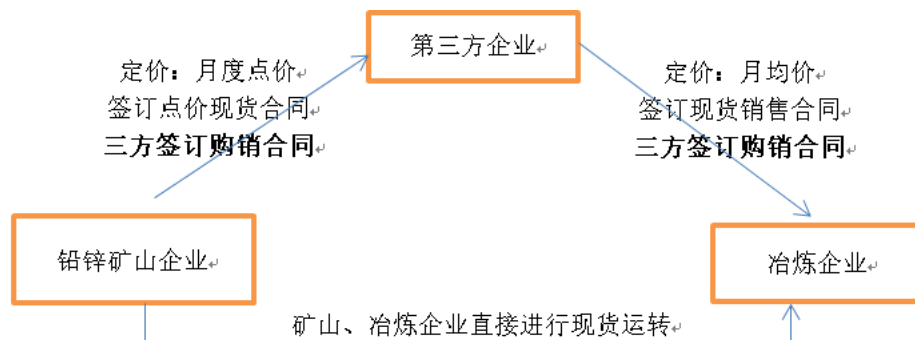 第三方企业
定价：月度点价
签订点价现货合同
三方签订购销合同
定价：月均价
签订现货销售合同
三方签订购销合同
铅锌矿山企业
冶炼企业
矿山、冶炼企业直接进行现货运转